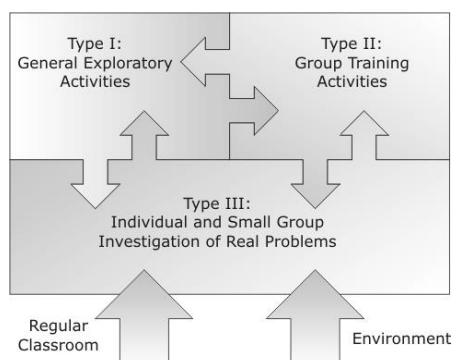 Type I:
General Exploratory
Activities
Type II:
Group Training
Activities
Type III:
Individual and Small Group
Investigation of Real Problems
Regular
Classroom
Environment